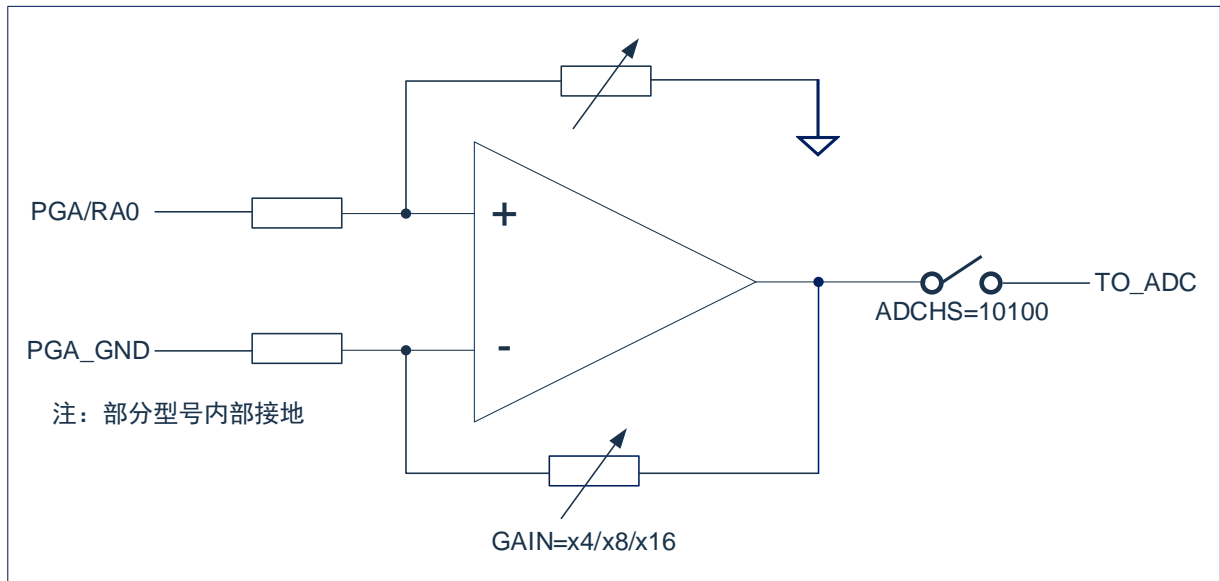 PGA/RA0
+
-
PGA_GND
TO_ADC
ADCHS=10100
注：部分型号内部接地
GAIN=x4/x8/x16